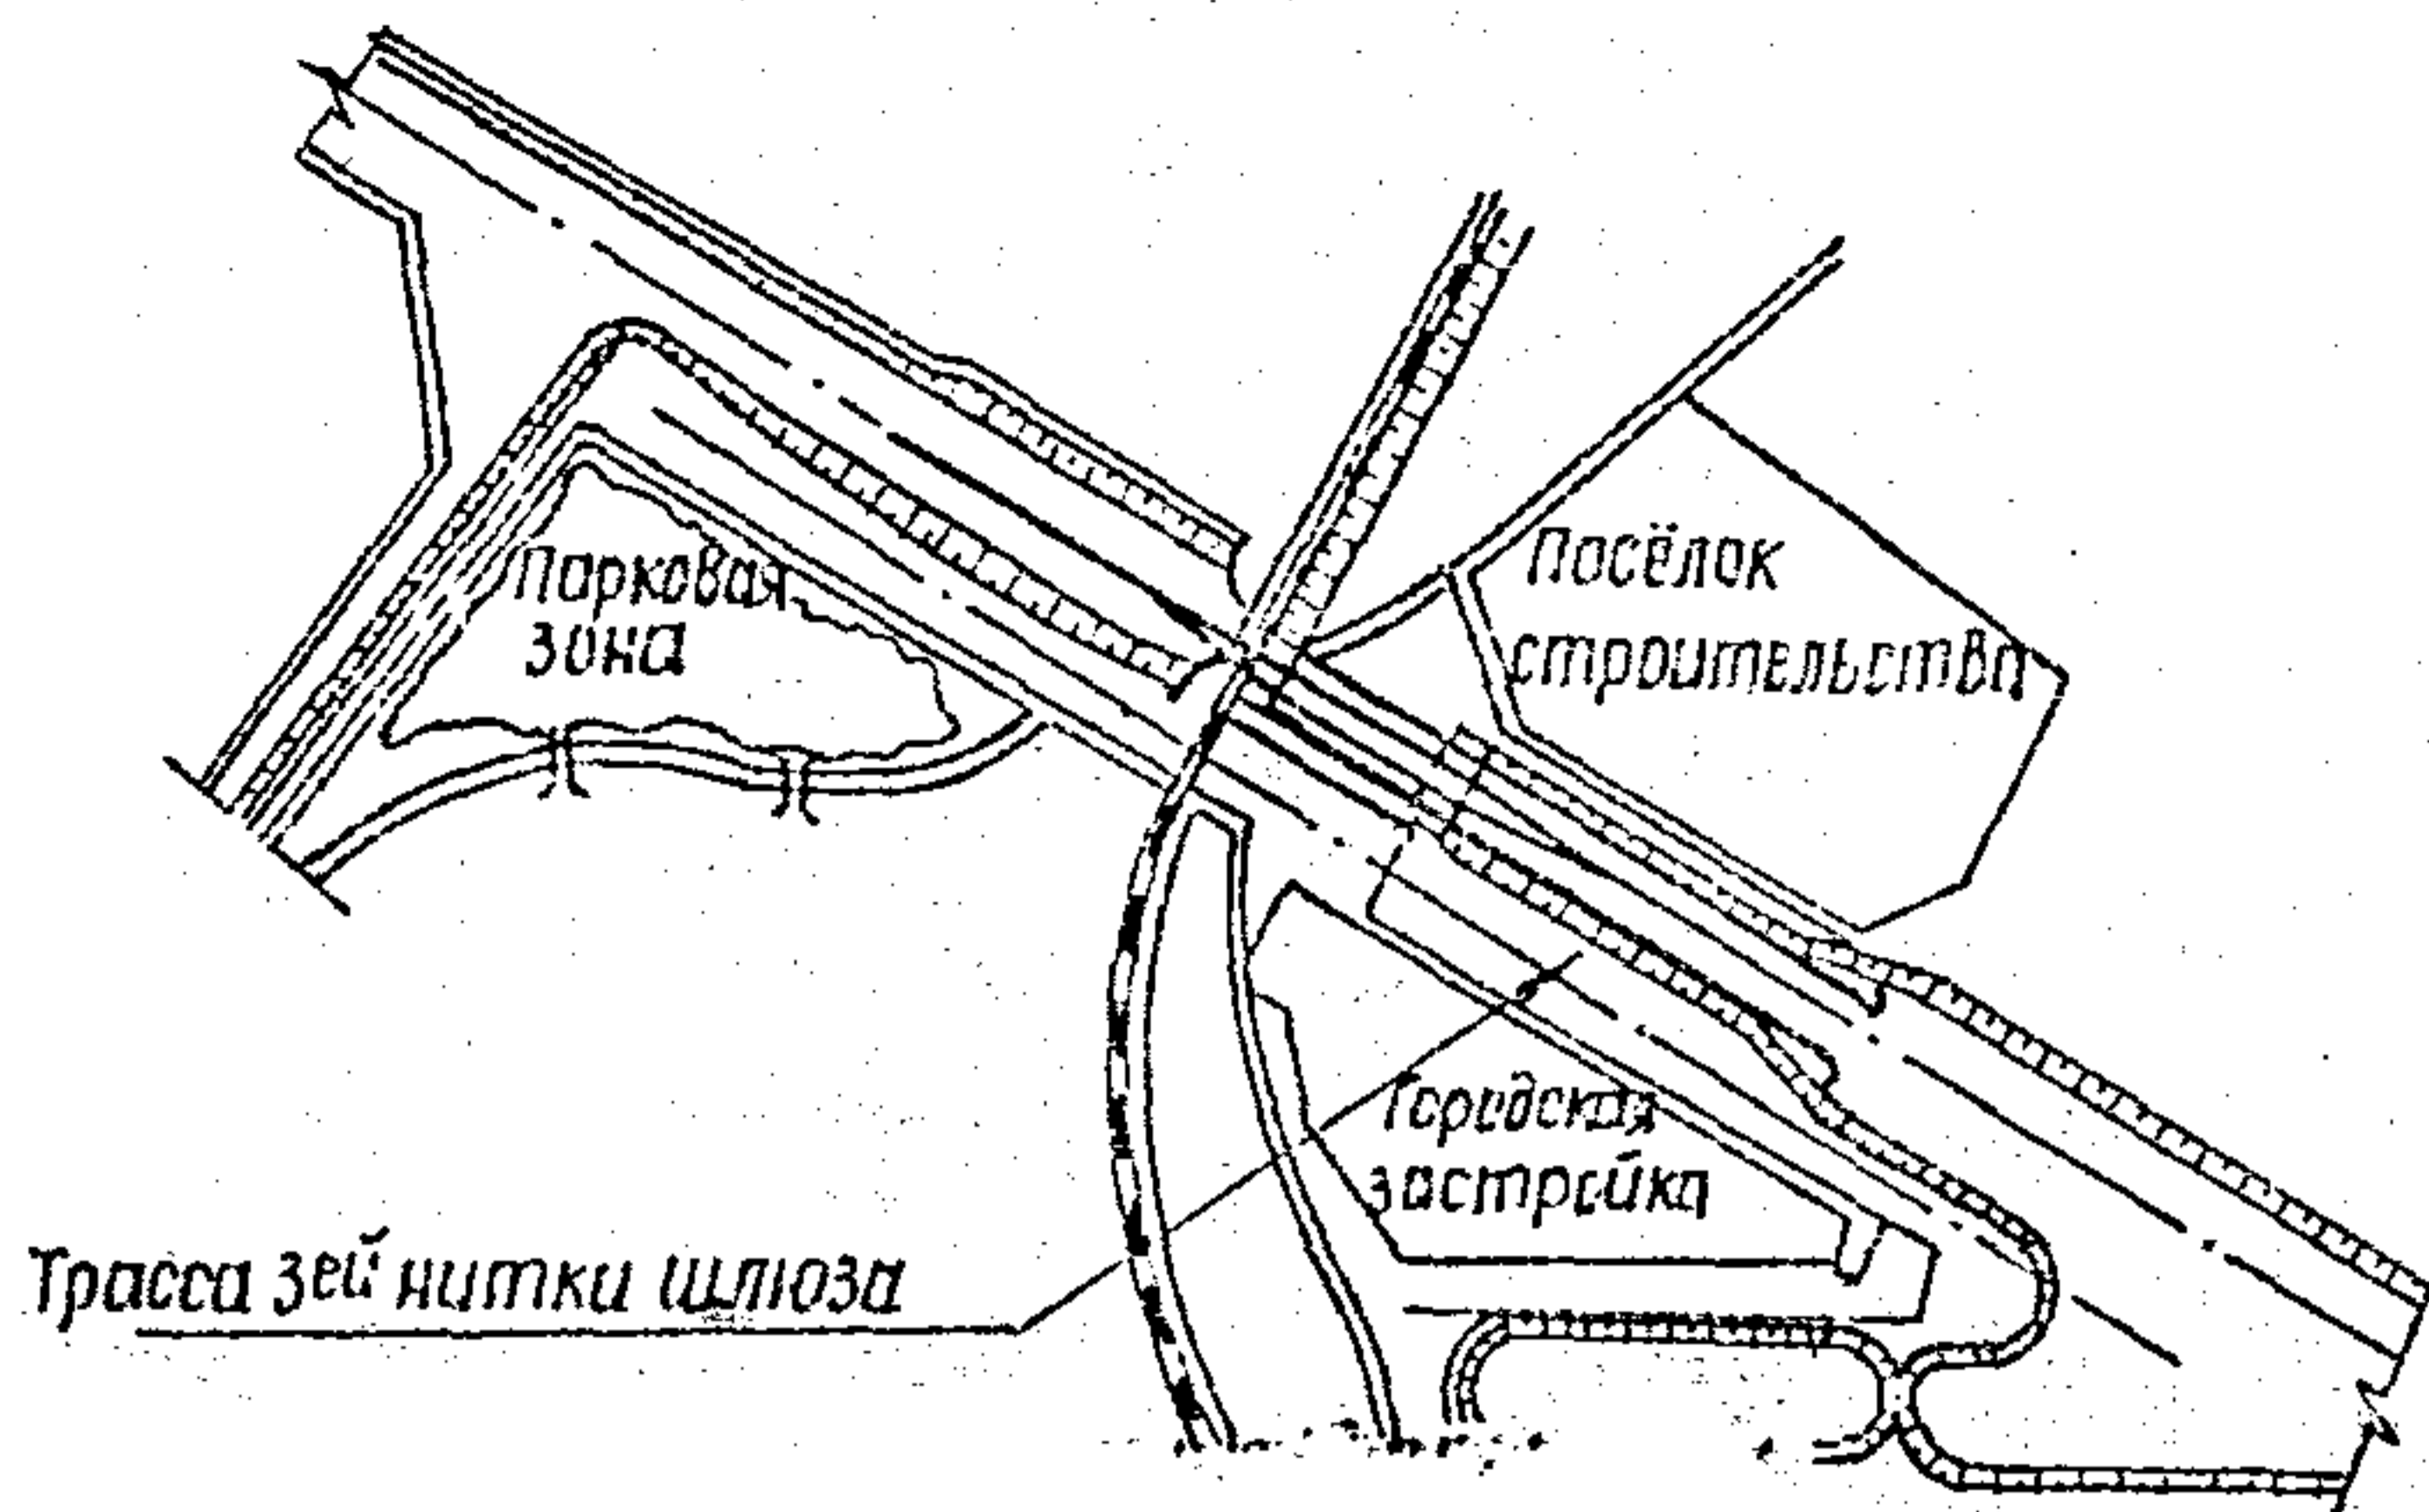 Посёлок
строительства
Парковая
зона
Городская
застройка
Трасса 3ей нитки шлюза